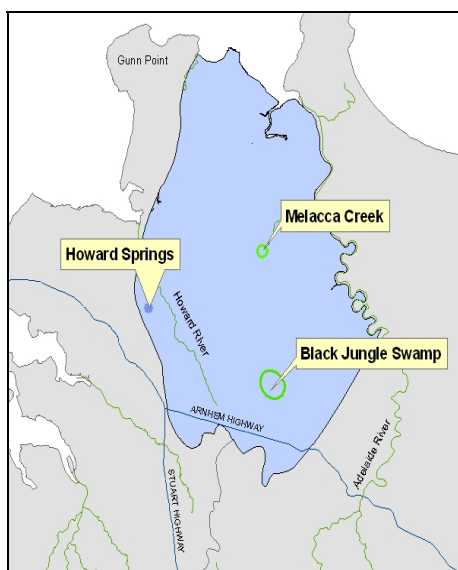 Gunn Point
Melacca Creek
Howard Springs
Howard River
Black Jungle Swamp
ARNHEM HIGHWAY
Adelaide River
STUART HIGHWAY